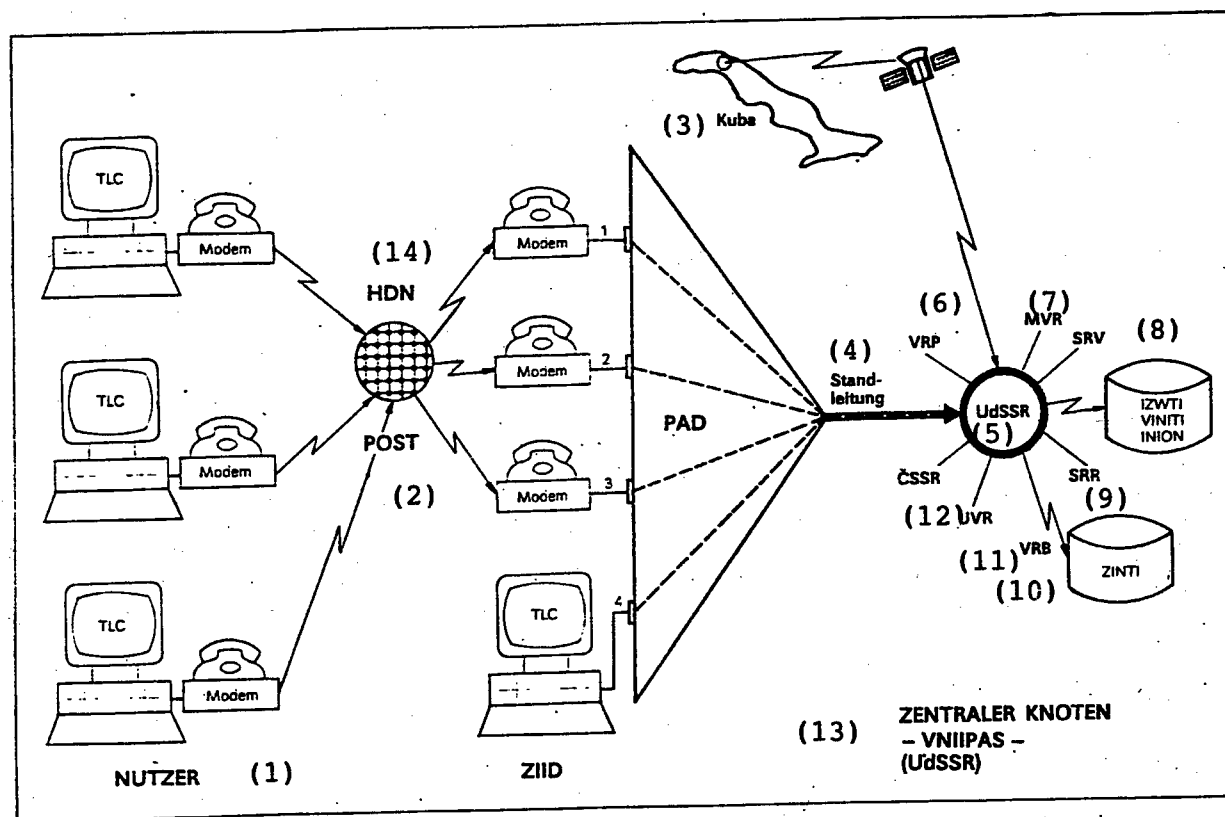 (3) Kuba
TLC
Modem
Modem
1
(14)
HDN
(6)
(7)
MVR
VRP
SRV
(8)
TLC
Modem
Modem
2
(4)
Stand-
leitung
PAD
UdSSR
(5)
IZWTI
VINITI
INION
POST
(2)
Modem
3
ČSSR
SRR
(9)
(12) UVR
(11) VRB
(10)
ZINTI
TLC
Modem
TLC
4
NUTZER (1)
ZIID
(13) ZENTRALER KNOTEN
– VNIIPAS –
(UdSSR)